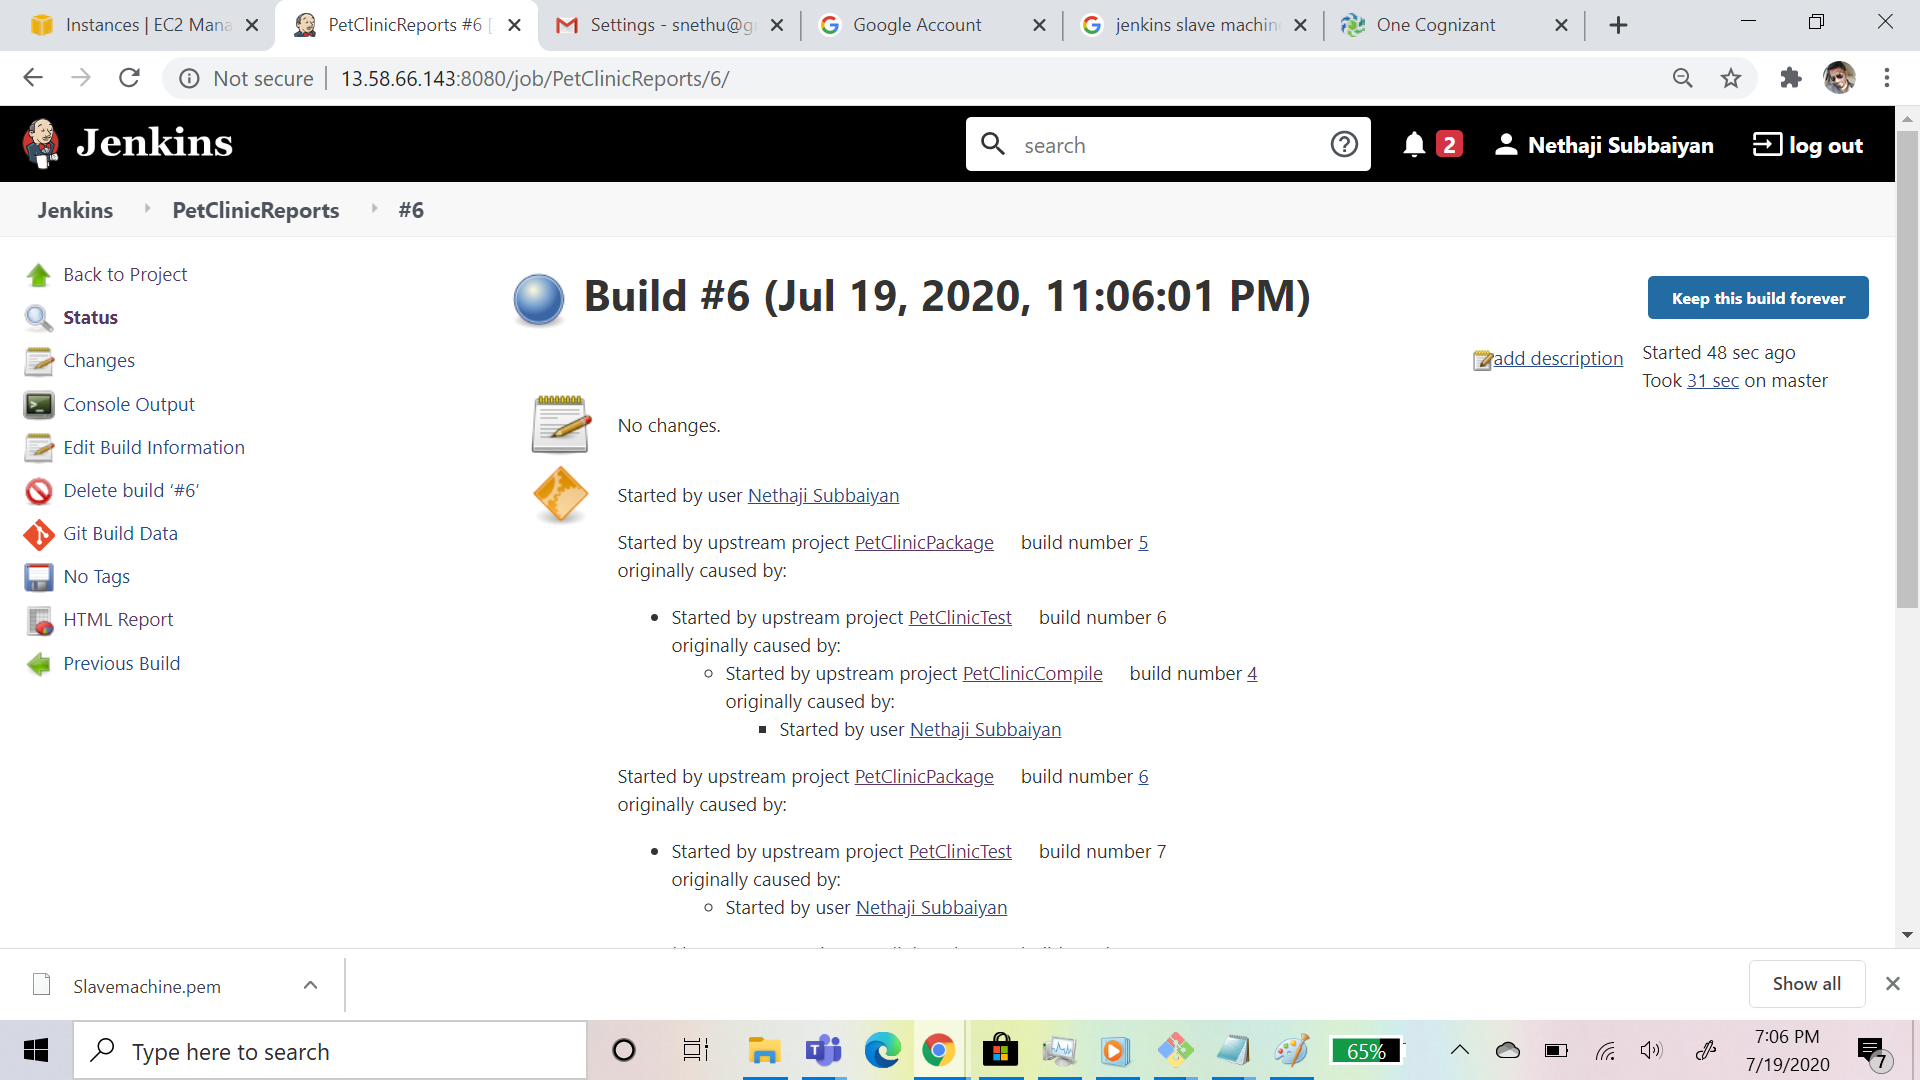 Instances | EC2 Mana
PetClinicReports #6 [
Settings - snethu@g
Google Account
jenkins slave machin
One Cognizant
Not secure
13.58.66.143:8080/job/PetClinicReports/6/
Jenkins
search
2
Nethaji Subbaiyan
log out
Jenkins
PetClinicReports
#6
Back to Project
Status
Changes
Console Output
Edit Build Information
Delete build ‘#6’
Git Build Data
No Tags
HTML Report
Previous Build
Build #6 (Jul 19, 2020, 11:06:01 PM)
Keep this build forever
add description
Started 48 sec ago
Took 31 sec on master
No changes.
Started by user Nethaji Subbaiyan
Started by upstream project PetClinicPackage build number 5
originally caused by:
Started by upstream project PetClinicTest build number 6
originally caused by:
Started by upstream project PetClinicCompile build number 4
originally caused by:
Started by user Nethaji Subbaiyan
Started by upstream project PetClinicPackage build number 6
originally caused by:
Started by upstream project PetClinicTest build number 7
originally caused by:
Started by user Nethaji Subbaiyan
Slavemachine.pem
Show all
Type here to search
65%
7:06 PM
7/19/2020
7